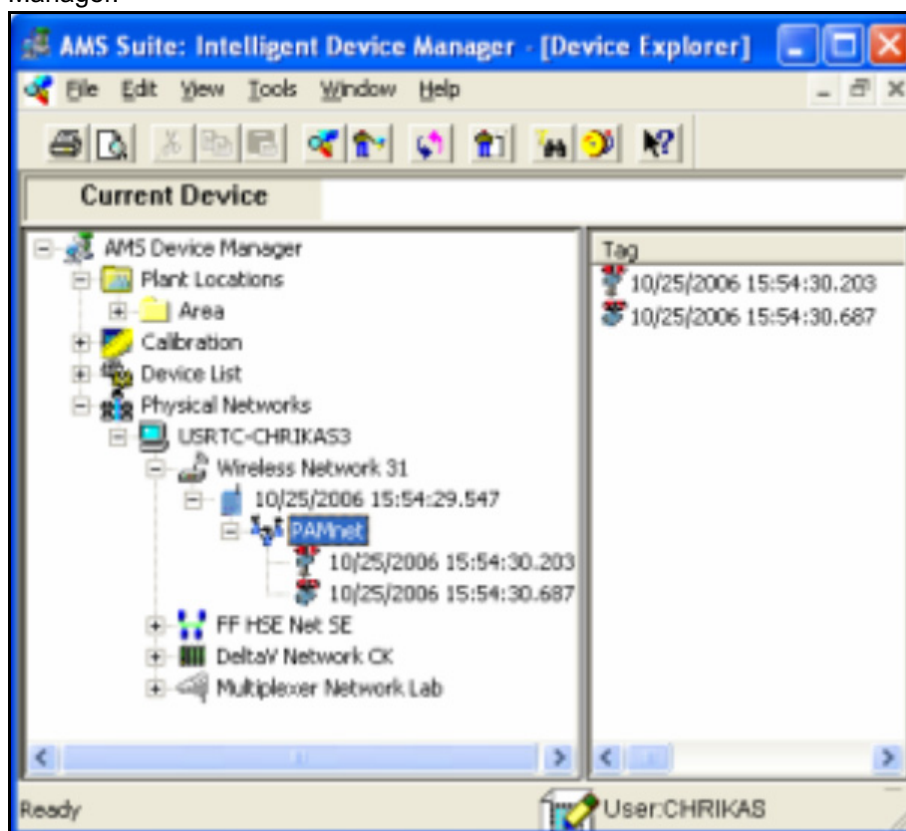 Manager.
AMS Suite: Intelligent Device Manager - [Device Explorer]
File Edit View Tools Window Help
Current Device
AMS Device Manager
Plant Locations
Area
Calibration
Device List
Physical Networks
USRTC-CHRIKAS3
Wireless Network 31
10/25/2006 15:54:29.547
PAMnet
10/25/2006 15:54:30.203
10/25/2006 15:54:30.687
FF HSE Net SE
DeltaV Network CK
Multiplexer Network Lab
Tag
10/25/2006 15:54:30.203
10/25/2006 15:54:30.687
Ready
User:CHRIKAS